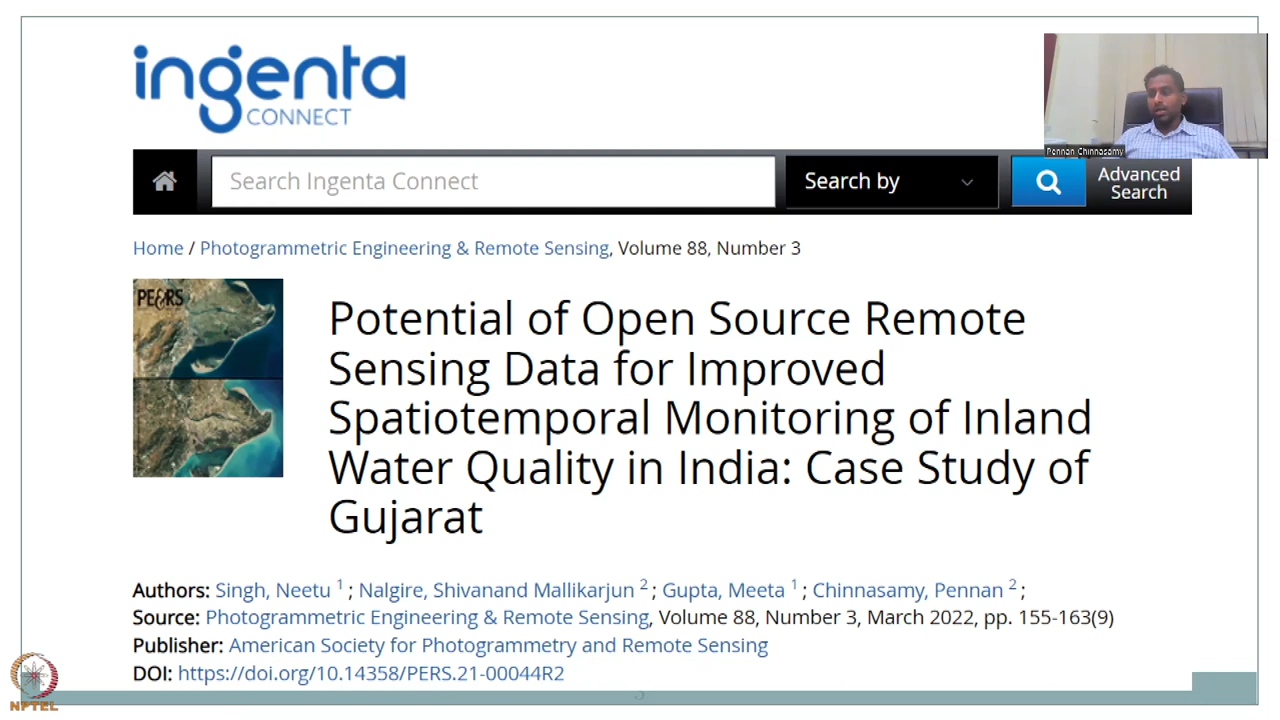 ingenta
CONNECT
Pennan Chinnasamy
Search Ingenta Connect
Search by
Advanced
Search
Home / Photogrammetric Engineering & Remote Sensing, Volume 88, Number 3
PE&RS
Potential of Open Source Remote
Sensing Data for Improved
Spatiotemporal Monitoring of Inland
Water Quality in India: Case Study of
Gujarat
Authors: Singh, Neetu 1 ; Nalgire, Shivanand Mallikarjun 2 ; Gupta, Meeta 1 ; Chinnasamy, Pennan 2 ;
Source: Photogrammetric Engineering & Remote Sensing, Volume 88, Number 3, March 2022, pp. 155-163(9)
Publisher: American Society for Photogrammetry and Remote Sensing
DOI: https://doi.org/10.14358/PERS.21-00044R2
NPTEL